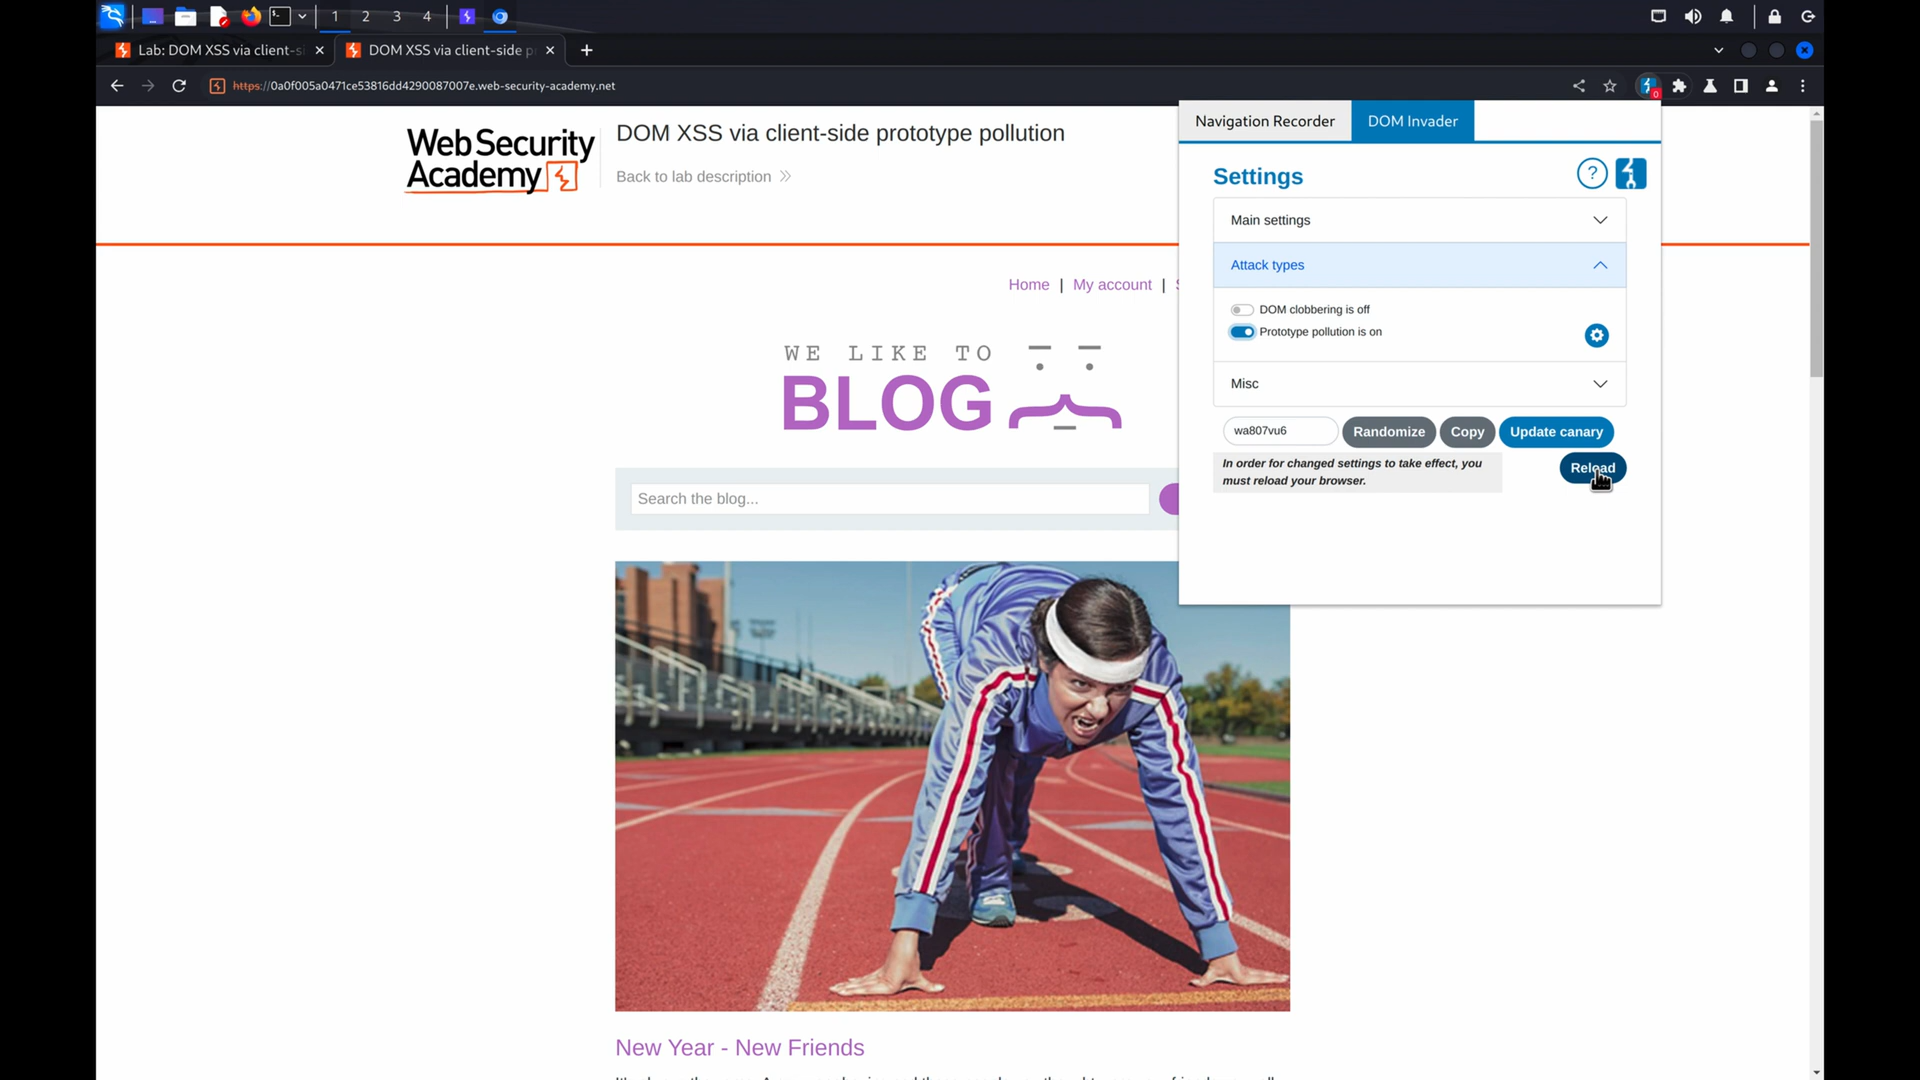 1 2 3 4
Lab: DOM XSS via client-si
DOM XSS via client-side p
https://0a0f005a0471ce53816dd4290087007e.web-security-academy.net
0
Web Security
Academy
DOM XSS via client-side prototype pollution
Back to lab description
Home | My account |
WE LIKE TO
BLOG
Search the blog...
New Year - New Friends
Navigation Recorder
DOM Invader
Settings
?
Main settings
Attack types
DOM clobbering is off
Prototype pollution is on
Misc
wa807vu6
Randomize
Copy
Update canary
In order for changed settings to take effect, you
must reload your browser.
Reload